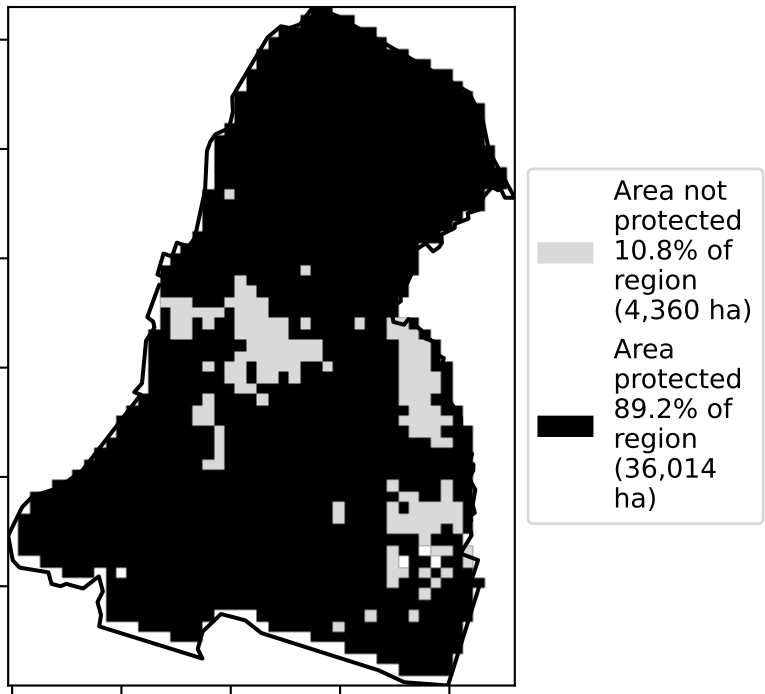 Area not
protected
10.8% of
region
(4,360 ha)
Area
protected
89.2% of
region
(36,014
ha)